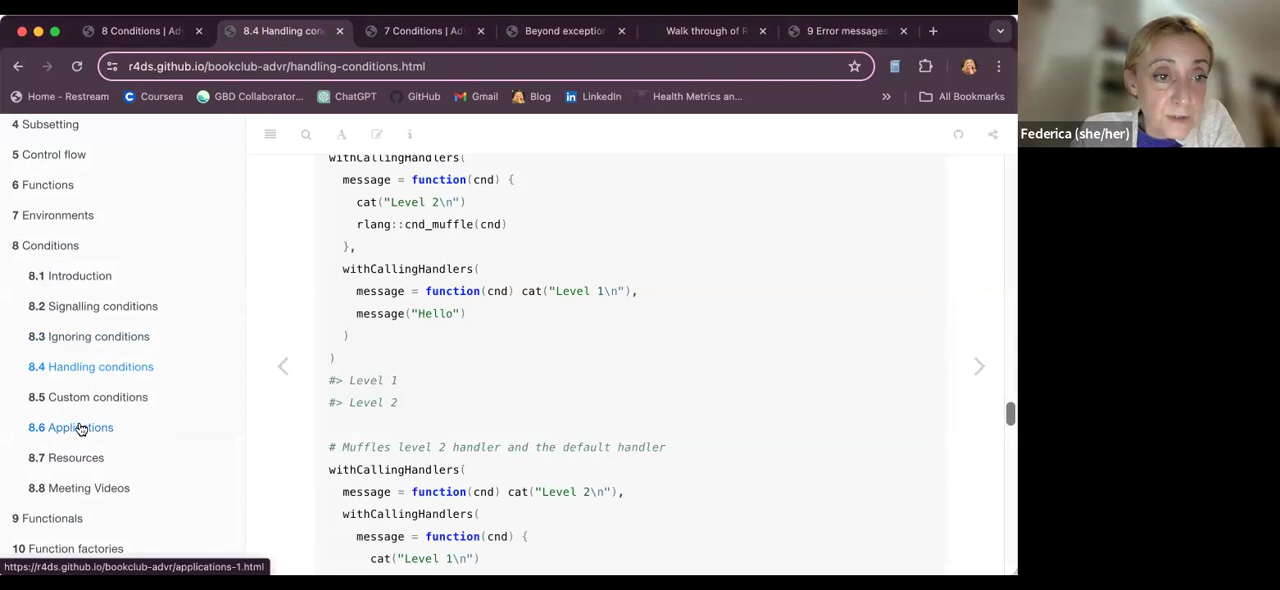 8 Conditions | Adv
8.4 Handling con
7 Conditions | Adv
Beyond exception
Walk through of R
9 Error messages
r4ds.github.io/bookclub-advr/handling-conditions.html
Home - Restream
Coursera
GBD Collaborator...
ChatGPT
GitHub
Gmail
Blog
LinkedIn
Health Metrics an...
»
All Bookmarks
Federica (she/her)
4 Subsetting
5 Control flow
6 Functions
7 Environments
8 Conditions
8.1 Introduction
8.2 Signalling conditions
8.3 Ignoring conditions
8.4 Handling conditions
8.5 Custom conditions
8.6 Applications
8.7 Resources
8.8 Meeting Videos
9 Functionals
10 Function factories
https://r4ds.github.io/bookclub-advr/applications-1.html
withCallingHandlers(
message = function(cnd) {
cat("Level 2\n")
rlang::cnd_muffle(cnd)
},
withCallingHandlers(
message = function(cnd) cat("Level 1\n"),
message("Hello")
)
)
#> Level 1
#> Level 2
# Muffles level 2 handler and the default handler
withCallingHandlers(
message = function(cnd) cat("Level 2\n"),
withCallingHandlers(
message = function(cnd) {
cat("Level 1\n")